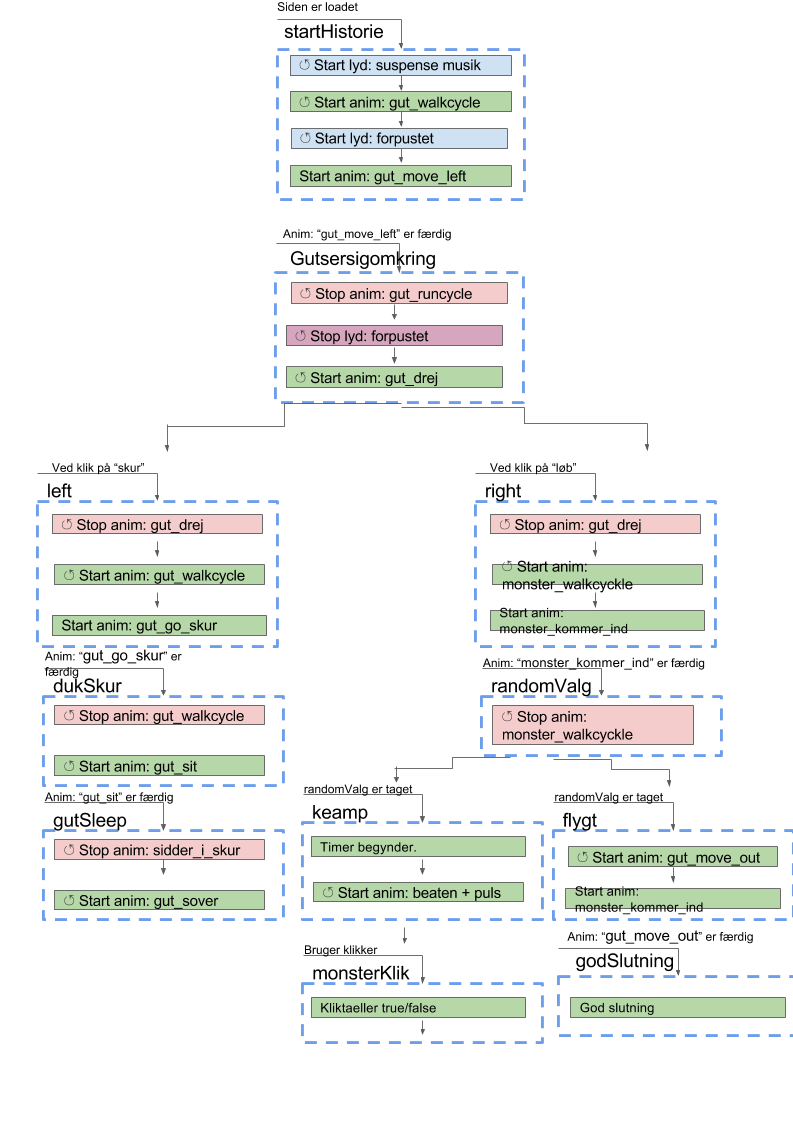 Siden er loadet
startHistorie
Start lyd: suspense musik
Start anim: gut_walkcycle
Start lyd: forpustet
Start anim: gut_move_left
Anim: “gut_move_left” er færdig
Gutsersigomkring
Stop anim: gut_runcycle
Stop lyd: forpustet
Start anim: gut_drej
Ved klik på “skur”
left
Stop anim: gut_drej
Start anim: gut_walkcycle
Start anim: gut_go_skur
Anim: “gut_go_skur” er
færdig
dukSkur
Stop anim: gut_walkcycle
Start anim: gut_sit
Anim: “gut_sit” er færdig
gutSleep
Stop anim: sidder_i_skur
Start anim: gut_sover
Ved klik på “løb”
right
Stop anim: gut_drej
Start anim:
monster_walkcyckle
Start anim:
monster_kommer_ind
Anim: “monster_kommer_ind” er færdig
randomValg
Stop anim:
monster_walkcyckle
randomValg er taget
keamp
Timer begynder.
Start anim: beaten + puls
Bruger klikker
monsterKlik
Kliktaeller true/false
randomValg er taget
flygt
Start anim: gut_move_out
Start anim:
monster_kommer_ind
Anim: “gut_move_out” er færdig
godSlutning
God slutning